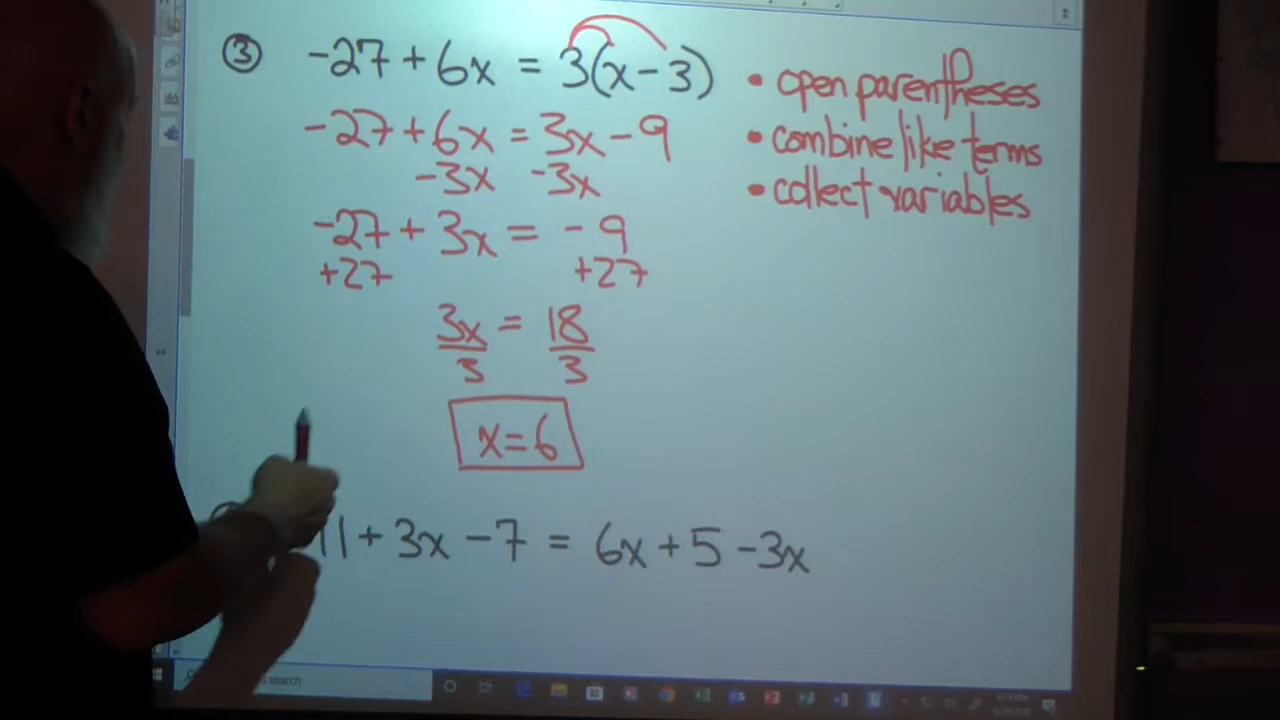 ③ -27 + 6x = 3(x - 3)
-27 + 6x = 3x - 9
-3x -3x
-27 + 3x = -9
+27 +27
3x = 18
3 3
x = 6
• open parentheses
• combine like terms
• collect variables
11 + 3x - 7 = 6x + 5 - 3x
search